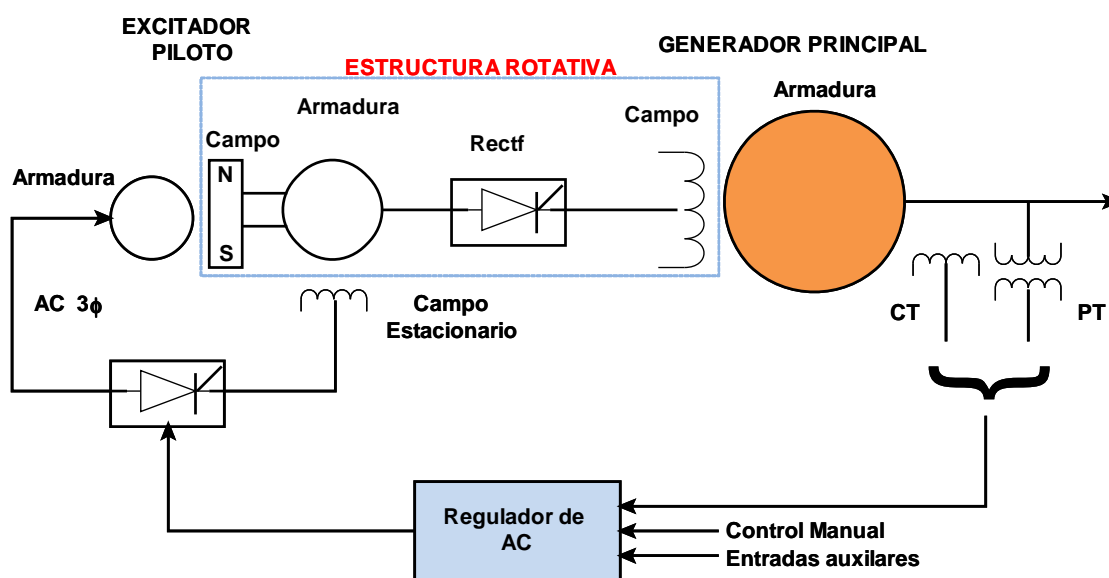 EXCITADOR
PILOTO
GENERADOR PRINCIPAL
ESTRUCTURA ROTATIVA
Armadura
Armadura
Campo
Campo
Rectf
Armadura
N
S
AC 3ϕ
Campo
Estacionario
CT
PT
Regulador de
AC
Control Manual
Entradas auxilares